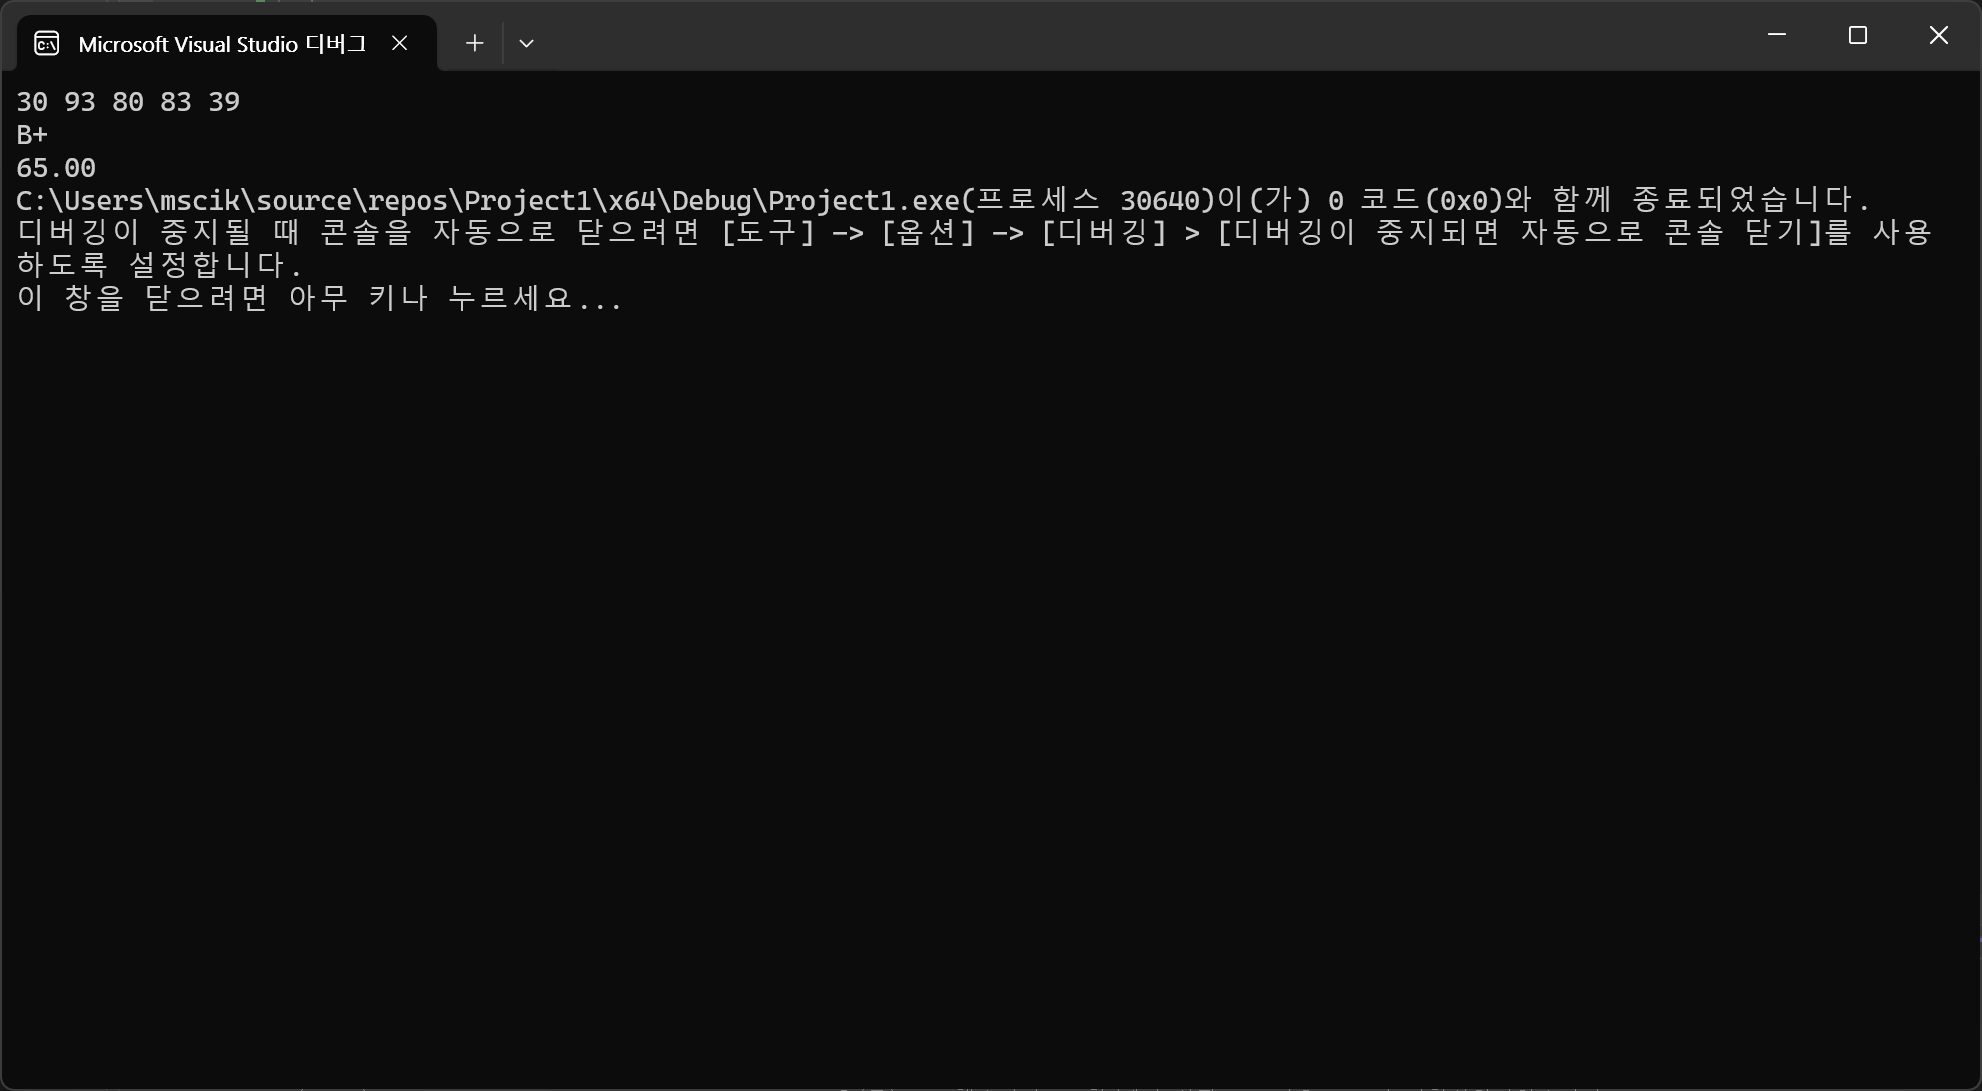 Microsoft Visual Studio 디버그
30 93 80 83 39
B+
65.00
C:\Users\mscik\source\repos\Project1\x64\Debug\Project1.exe(프로세스 30640)이(가) 0 코드(0x0)와 함께 종료되었습니다.
디버깅이 중지될 때 콘솔을 자동으로 닫으려면 [도구] -> [옵션] -> [디버깅] > [디버깅이 중지되면 자동으로 콘솔 닫기]를 사용
하도록 설정합니다.
이 창을 닫으려면 아무 키나 누르세요...